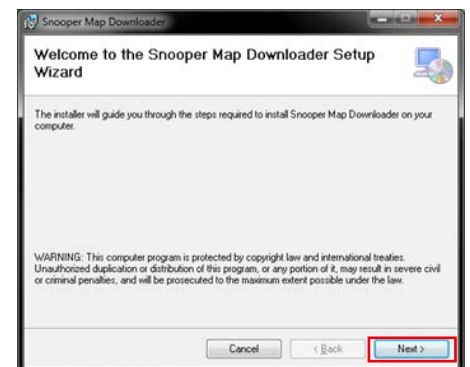 Snooper Map Downloader
Welcome to the Snooper Map Downloader Setup
Wizard
The installer will guide you through the steps required to install Snooper Map Downloader on your
computer.
WARNING: This computer program is protected by copyright law and international treaties.
Unauthorized duplication or distribution of this program, or any portion of it, may result in severe civil
or criminal penalties, and will be prosecuted to the maximum extent possible under the law.
Cancel < Back Next >